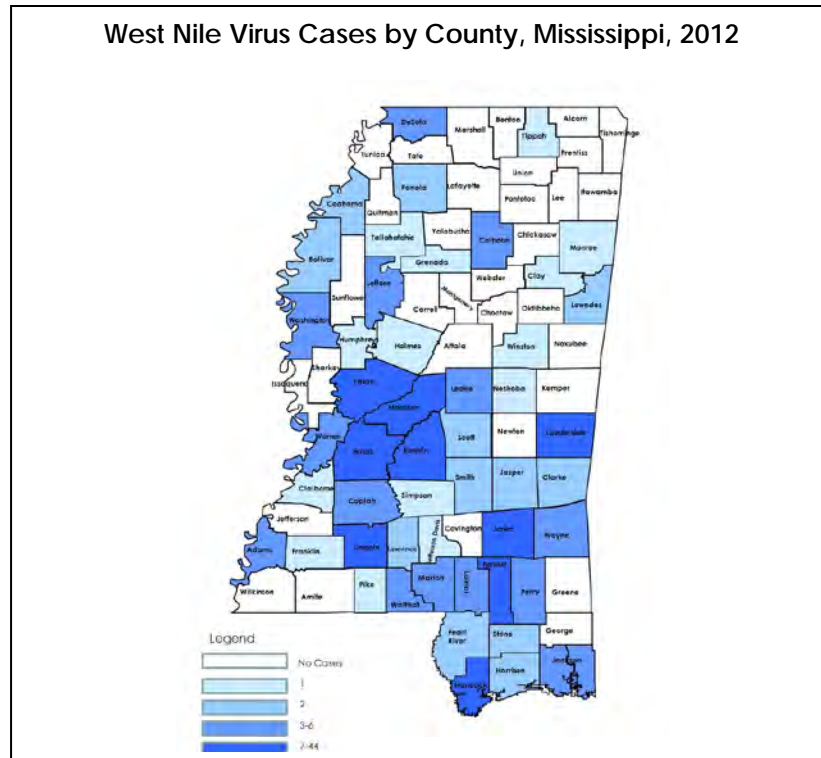 West Nile Virus Cases by County, Mississippi, 2012
DeSoto
Marshall
Benton
Tippah
Alcorn
Tishomingo
Tunica
Tate
Prentiss
Union
Panola
Lafayette
Coahoma
Quitman
Pontotoc
Lee
Itawamba
Tallahatchie
Yalobusha
Calhoun
Chickasaw
Monroe
Bolivar
Grenada
Sunflower
Leflore
Webster
Clay
Carroll
Montgomery
Choctaw
Oktibbeha
Lowndes
Washington
Humphreys
Holmes
Attala
Winston
Noxubee
Sharkey
Issaquena
Yazoo
Madison
Leake
Neshoba
Kemper
Warren
Hinds
Rankin
Scott
Newton
Lauderdale
Claiborne
Copiah
Simpson
Smith
Jasper
Clarke
Jefferson
Covington
Jones
Wayne
Adams
Franklin
Lincoln
Lawrence
Jefferson Davis
Wilkinson
Amite
Pike
Walthall
Marion
Lamar
Forrest
Perry
Greene
Pearl
River
Stone
George
Hancock
Harrison
Jackson
Legend
No Cases
1
2
3-6
7-44